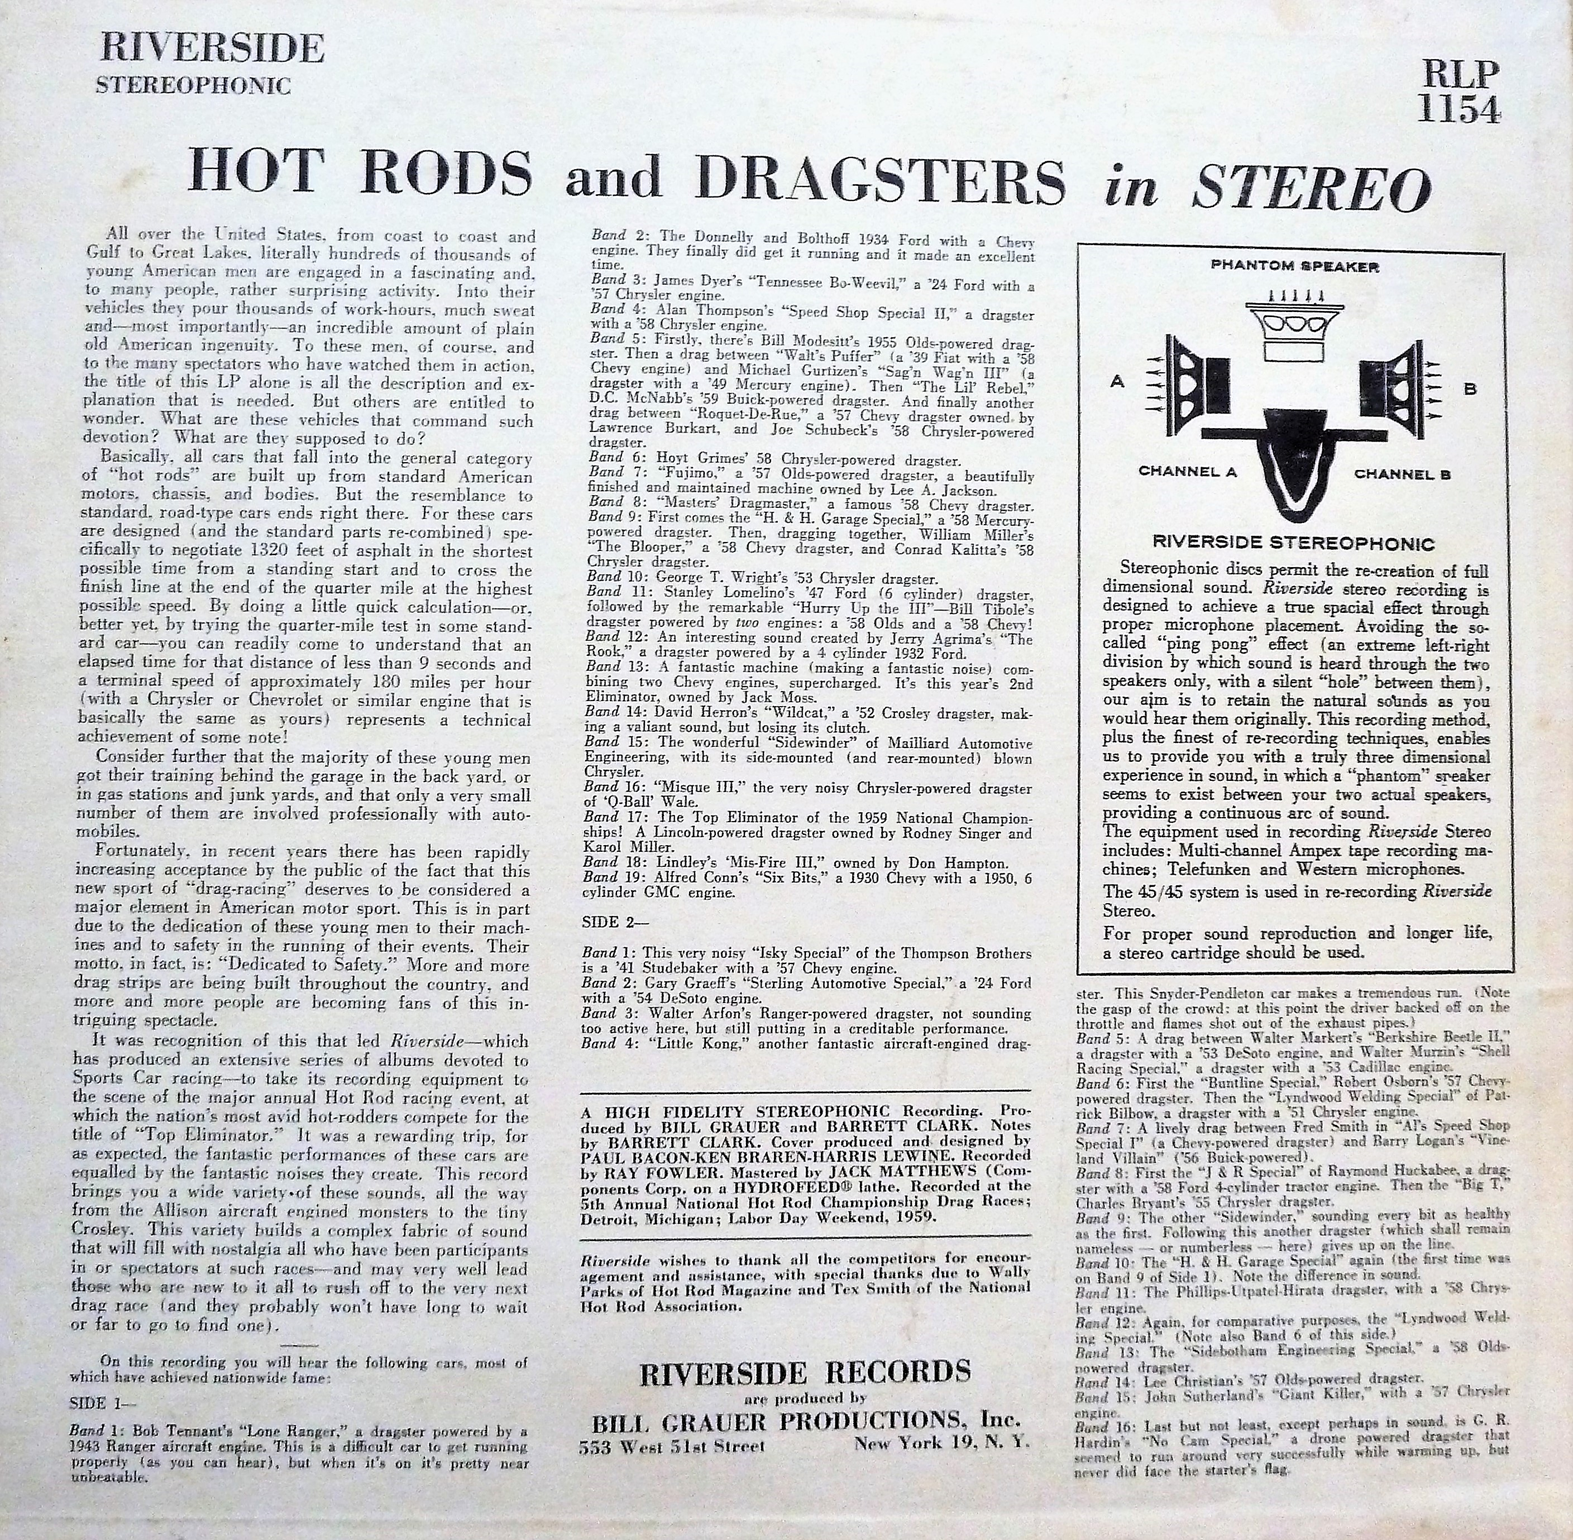 RIVERSIDE
STEREOPHONIC
RLP
1154
HOT RODS and DRAGSTERS in STEREO
All over the United States, from coast to coast and
Gulf to Great Lakes, literally hundreds of thousands of
young American men are engaged in a fascinating and,
to many people, rather surprising activity. Into their
vehicles they pour thousands of work-hours, much sweat
and—most importantly—an incredible amount of plain
old American ingenuity. To these men, of course, and
to the many spectators who have watched them in action,
the title of this LP alone is all the description and ex-
planation that is needed. But others are entitled to
wonder. What are these vehicles that command such
devotion? What are they supposed to do?
Basically, all cars that fall into the general category
of “hot rods” are built up from standard American
motors, chassis, and bodies. But the resemblance to
standard, road-type cars ends right there. For these cars
are designed (and the standard parts re-combined) spe-
cifically to negotiate 1320 feet of asphalt in the shortest
possible time from a standing start and to cross the
finish line at the end of the quarter mile at the highest
possible speed. By doing a little quick calculation—or,
better yet, by trying the quarter-mile test in some stand-
ard car—you can readily come to understand that an
elapsed time for that distance of less than 9 seconds and
a terminal speed of approximately 180 miles per hour
(with a Chrysler or Chevrolet or similar engine that is
basically the same as yours) represents a technical
achievement of some note!
Consider further that the majority of these young men
got their training behind the garage in the back yard, or
in gas stations and junk yards, and that only a very small
number of them are involved professionally with auto-
mobiles.
Fortunately, in recent years there has been rapidly
increasing acceptance by the public of the fact that this
new sport of “drag-racing” deserves to be considered a
major element in American motor sport. This is in part
due to the dedication of these young men to their mach-
ines and to safety in the running of their events. Their
motto, in fact, is: “Dedicated to Safety.” More and more
drag strips are being built throughout the country, and
more and more people are becoming fans of this in-
triguing spectacle.
It was recognition of this that led Riverside—which
has produced an extensive series of albums devoted to
Sports Car racing—to take its recording equipment to
the scene of the major annual Hot Rod racing event, at
which the nation's most avid hot-rodders compete for the
title of “Top Eliminator.” It was a rewarding trip, for
as expected, the fantastic performances of these cars are
equalled by the fantastic noises they create. This record
brings you a wide variety of these sounds, all the way
from the Allison aircraft engined monsters to the tiny
Crosley. This variety builds a complex fabric of sound
that will fill with nostalgia all who have been participants
in or spectators at such races—and may very well lead
those who are new to it all to rush off to the very next
drag race (and they probably won't have long to wait
or far to go to find one).
On this recording you will hear the following cars, most of
which have achieved nationwide fame:
SIDE 1—
Band 1: Bob Tennant's “Lone Ranger,” a dragster powered by a
1943 Ranger aircraft engine. This is a difficult car to get running
properly (as you can hear), but when it's on it's pretty near
unbeatable.
Band 2: The Donnelly and Bolthoff 1934 Ford with a Chevy
engine. They finally did get it running and it made an excellent
time.
Band 3: James Dyer's “Tennessee Bo-Weevil,” a '24 Ford with a
'57 Chrysler engine.
Band 4: Alan Thompson's “Speed Shop Special II,” a dragster
with a '58 Chrysler engine.
Band 5: Firstly, there's Bill Modesitt's 1955 Olds-powered drag-
ster. Then a drag between “Walt's Puffer” (a '39 Fiat with a '58
Chevy engine) and Michael Gurtizen's “Sag'n Wag'n III” (a
dragster with a '49 Mercury engine). Then “The Lil' Rebel,”
D.C. McNabb's '59 Buick-powered dragster. And finally another
drag between “Roquet-De-Rue,” a '57 Chevy dragster owned by
Lawrence Burkart, and Joe Schubeck's '58 Chrysler-powered
dragster.
Band 6: Hoyt Grimes' 58 Chrysler-powered dragster.
Band 7: “Fujimo,” a '57 Olds-powered dragster, a beautifully
finished and maintained machine owned by Lee A. Jackson.
Band 8: “Masters' Dragmaster,” a famous '58 Chevy dragster.
Band 9: First comes the “H. & H. Garage Special,” a '58 Mercury-
powered dragster. Then, dragging together, William Miller's
“The Blooper,” a '58 Chevy dragster, and Conrad Kalitta's '58
Chrysler dragster.
Band 10: George T. Wright's '53 Chrysler dragster.
Band 11: Stanley Lomelino's '47 Ford (6 cylinder) dragster,
followed by the remarkable “Hurry Up the III”—Bill Tibole's
dragster powered by two engines: a '58 Olds and a '58 Chevy!
Band 12: An interesting sound created by Jerry Agrima's “The
Rook,” a dragster powered by a 4 cylinder 1932 Ford.
Band 13: A fantastic machine (making a fantastic noise) com-
bining two Chevy engines, supercharged. It's this year's 2nd
Eliminator, owned by Jack Moss.
Band 14: David Herron's “Wildcat,” a '52 Crosley dragster, mak-
ing a valiant sound, but losing its clutch.
Band 15: The wonderful “Sidewinder” of Mailliard Automotive
Engineering, with its side-mounted (and rear-mounted) blown
Chrysler.
Band 16: “Misque III,” the very noisy Chrysler-powered dragster
of ‘Q-Ball’ Wale.
Band 17: The Top Eliminator of the 1959 National Champion-
ships! A Lincoln-powered dragster owned by Rodney Singer and
Karol Miller.
Band 18: Lindley's ‘Mis-Fire III,” owned by Don Hampton.
Band 19: Alfred Conn's “Six Bits,” a 1930 Chevy with a 1950, 6
cylinder GMC engine.
SIDE 2—
Band 1: This very noisy “Isky Special” of the Thompson Brothers
is a '41 Studebaker with a '57 Chevy engine.
Band 2: Gary Graeff's “Sterling Automotive Special,” a '24 Ford
with a '54 DeSoto engine.
Band 3: Walter Arfon's Ranger-powered dragster, not sounding
too active here, but still putting in a creditable performance.
Band 4: “Little Kong,” another fantastic aircraft-engined drag-
A HIGH FIDELITY STEREOPHONIC Recording. Pro-
duced by BILL GRAUER and BARRETT CLARK. Notes
by BARRETT CLARK. Cover produced and designed by
PAUL BACON-KEN BRAREN-HARRIS LEWINE. Recorded
by RAY FOWLER. Mastered by JACK MATTHEWS (Com-
ponents Corp. on a HYDROFEED® lathe. Recorded at the
5th Annual National Hot Rod Championship Drag Races;
Detroit, Michigan; Labor Day Weekend, 1959.
Riverside wishes to thank all the competitors for encour-
agement and assistance, with special thanks due to Wally
Parks of Hot Rod Magazine and Tex Smith of the National
Hot Rod Association.
RIVERSIDE RECORDS
are produced by
BILL GRAUER PRODUCTIONS, Inc.
553 West 51st Street New York 19, N. Y.
PHANTOM SPEAKER
A
B
CHANNEL A
CHANNEL B
RIVERSIDE STEREOPHONIC
Stereophonic discs permit the re-creation of full
dimensional sound. Riverside stereo recording is
designed to achieve a true spacial effect through
proper microphone placement. Avoiding the so-
called “ping pong” effect (an extreme left-right
division by which sound is heard through the two
speakers only, with a silent “hole” between them),
our aim is to retain the natural sounds as you
would hear them originally. This recording method,
plus the finest of re-recording techniques, enables
us to provide you with a truly three dimensional
experience in sound, in which a “phantom” speaker
seems to exist between your two actual speakers,
providing a continuous arc of sound.
The equipment used in recording Riverside Stereo
includes: Multi-channel Ampex tape recording ma-
chines; Telefunken and Western microphones.
The 45/45 system is used in re-recording Riverside
Stereo.
For proper sound reproduction and longer life,
a stereo cartridge should be used.
ster. This Snyder-Pendleton car makes a tremendous run. (Note
the gasp of the crowd: at this point the driver backed off on the
throttle and flames shot out of the exhaust pipes.)
Band 5: A drag between Walter Markert's “Berkshire Beetle II,”
a dragster with a '53 DeSoto engine, and Walter Murzin's “Shell
Racing Special,” a dragster with a '53 Cadillac engine.
Band 6: First the “Buntline Special,” Robert Osborn's '57 Chevy-
powered dragster. Then the “Lyndwood Welding Special” of Pat-
rick Bilbow, a dragster with a '51 Chrysler engine.
Band 7: A lively drag between Fred Smith in “Al's Speed Shop
Special I” (a Chevy-powered dragster) and Barry Logan's “Vine-
land Villain” ('56 Buick-powered).
Band 8: First the “J & R Special” of Raymond Huckabee, a drag-
ster with a '58 Ford 4-cylinder tractor engine. Then the “Big T,”
Charles Bryant's '55 Chrysler dragster.
Band 9: The other “Sidewinder,” sounding every bit as healthy
as the first. Following this another dragster (which shall remain
nameless — or numberless — here) gives up on the line.
Band 10: The “H. & H. Garage Special” again (the first time was
on Band 9 of Side 1). Note the difference in sound.
Band 11: The Phillips-Utpatel-Hirata dragster, with a '58 Chrys-
ler engine.
Band 12: Again, for comparative purposes, the “Lyndwood Weld-
ing Special.” (Note also Band 6 of this side.)
Band 13: The “Sidebotham Engineering Special,” a '58 Olds-
powered dragster.
Band 14: Lee Christian's '57 Olds-powered dragster.
Band 15: John Sutherland's “Giant Killer,” with a '57 Chrysler
engine.
Band 16: Last but not least, except perhaps in sound, is G. R.
Hardin's “No Cam Special,” a drone powered dragster that
seemed to run around very successfully while warming up, but
never did face the starter's flag.